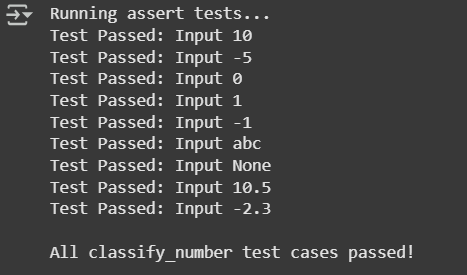 Running assert tests...
Test Passed: Input 10
Test Passed: Input -5
Test Passed: Input 0
Test Passed: Input 1
Test Passed: Input -1
Test Passed: Input abc
Test Passed: Input None
Test Passed: Input 10.5
Test Passed: Input -2.3
All classify_number test cases passed!